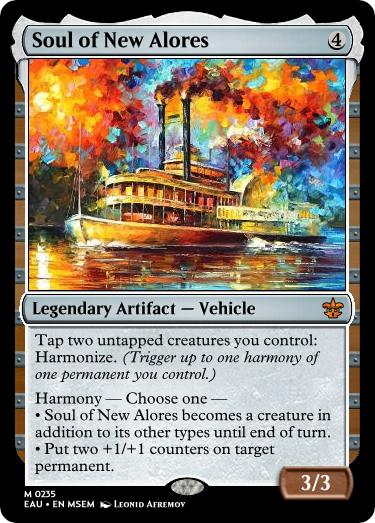 Soul of New Alores 4
Legendary Artifact — Vehicle
Tap two untapped creatures you control:
Harmonize. (Trigger up to one harmony of
one permanent you control.)
Harmony — Choose one —
• Soul of New Alores becomes a creature in
addition to its other types until end of turn.
• Put two +1/+1 counters on target
permanent.
3/3
M 0235
EAU • EN MSEM Leonid Afremov